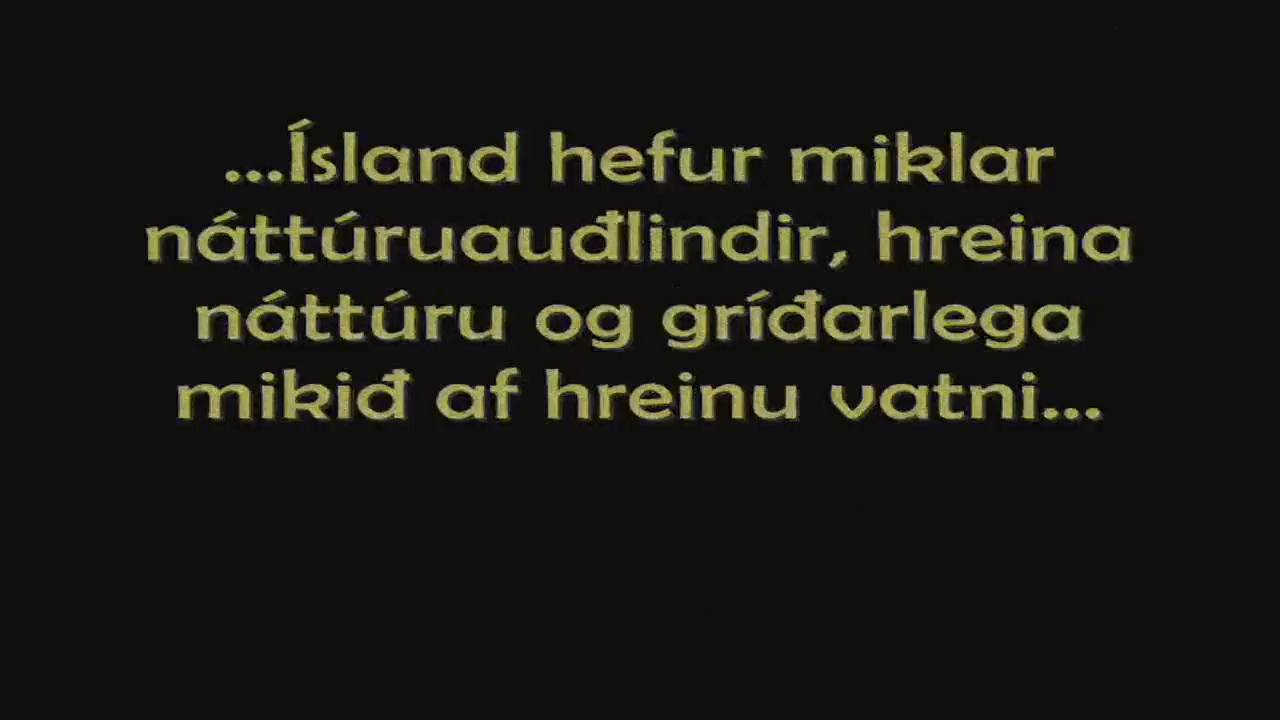 ...Ísland hefur miklar
náttúruauðlindir, hreina
náttúru og gríðarlega
mikið af hreinu vatni...